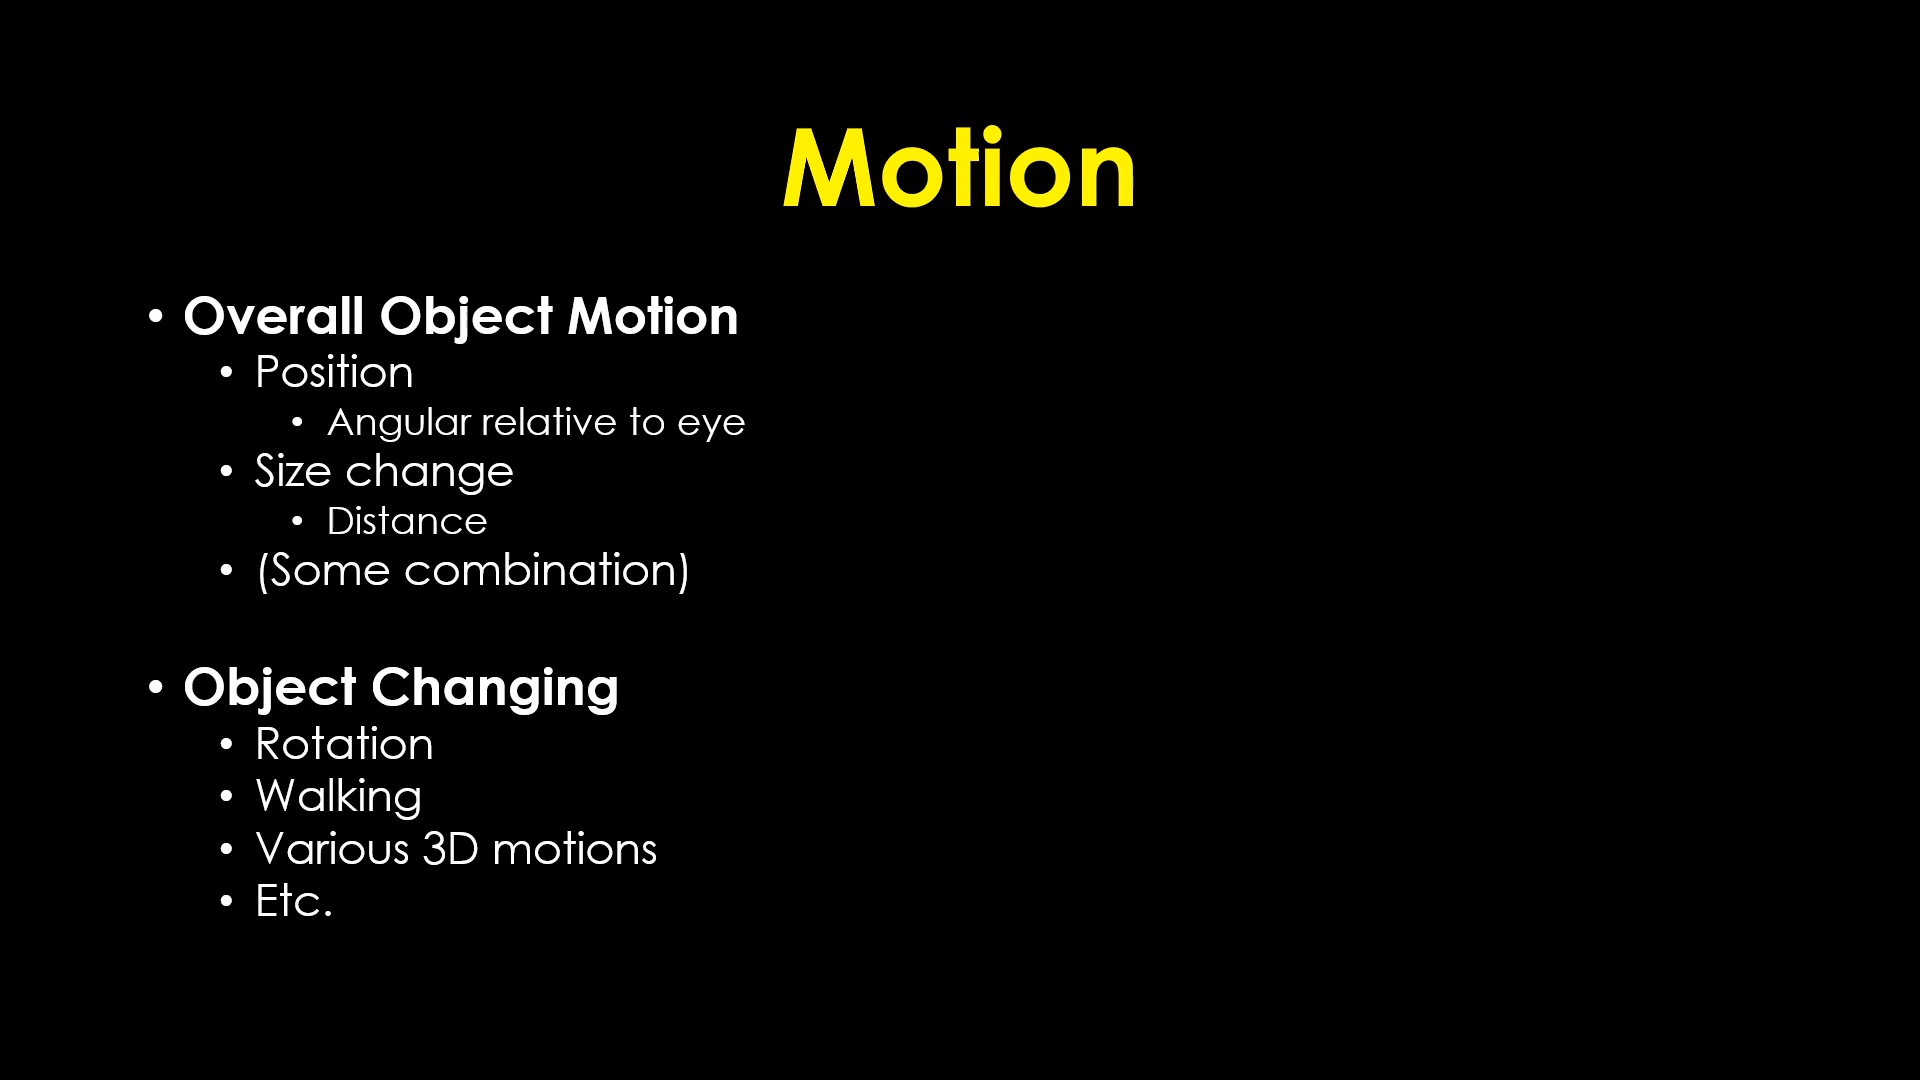 Motion
• Overall Object Motion
• Position
• Angular relative to eye
• Size change
• Distance
• (Some combination)
• Object Changing
• Rotation
• Walking
• Various 3D motions
• Etc.